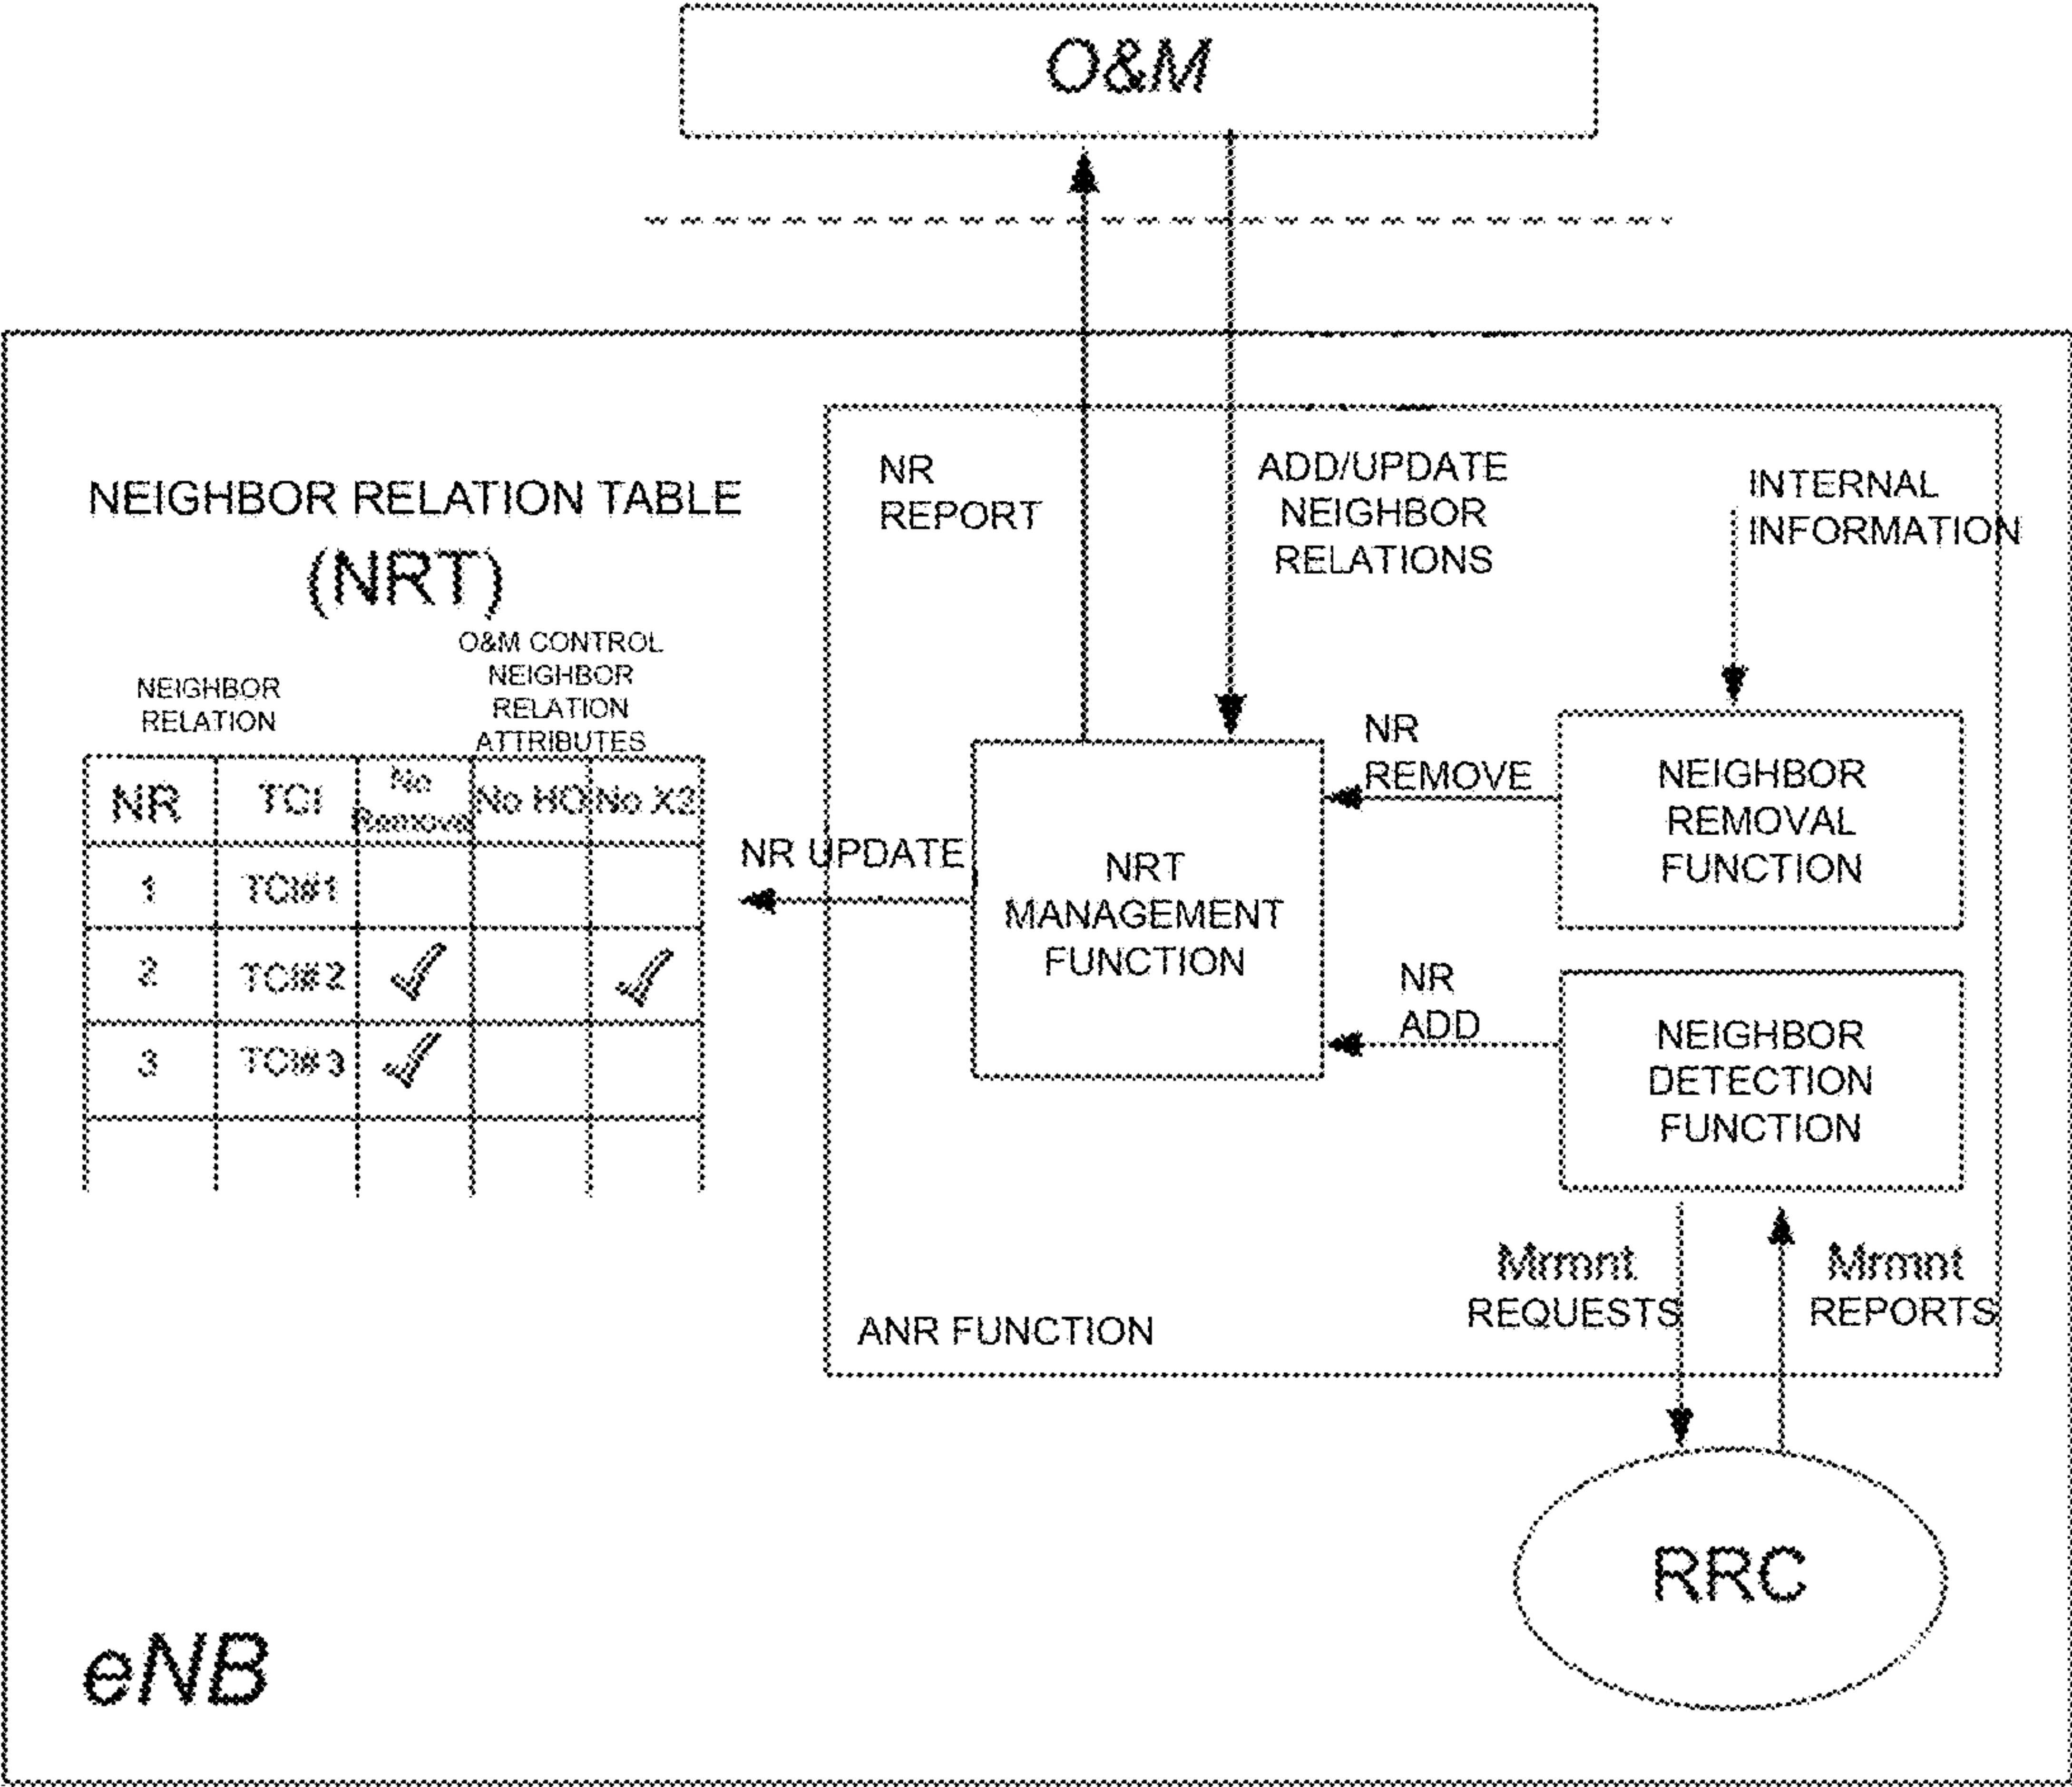 O&M
NEIGHBOR RELATION TABLE
(NRT)
NEIGHBOR
RELATION
O&M CONTROL
NEIGHBOR
RELATION
ATTRIBUTES
NR TCI No Remove No HO No X2
1 TCI#1
2 TCI#2 ✓ ✓
3 TCI#3 ✓
NR UPDATE
NR
REPORT
ADD/UPDATE
NEIGHBOR
RELATIONS
INTERNAL
INFORMATION
NRT
MANAGEMENT
FUNCTION
NR
REMOVE
NEIGHBOR
REMOVAL
FUNCTION
NR
ADD
NEIGHBOR
DETECTION
FUNCTION
Mrmnt
REQUESTS
Mrmnt
REPORTS
ANR FUNCTION
RRC
eNB